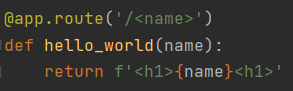 @app.route('/<name>')
def hello_world(name):
    return f'<h1>{name}<h1>'